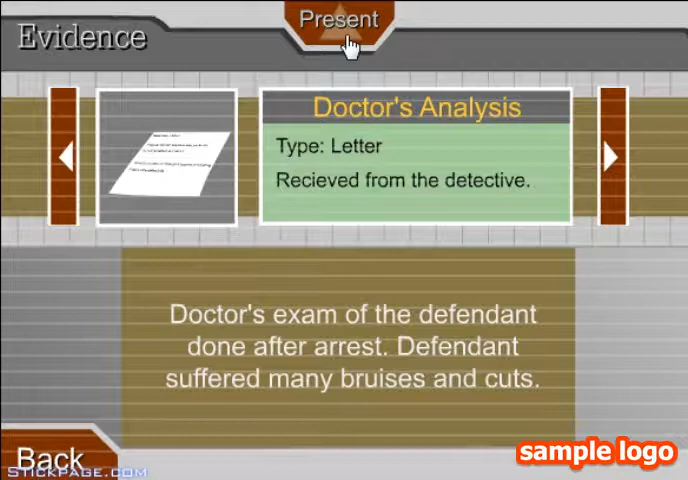 Present
Evidence
Doctor's Analysis
Type: Letter
Recieved from the detective.
Doctor's exam of the defendant
done after arrest. Defendant
suffered many bruises and cuts.
Back
STICKPAGE.COM
sample logo